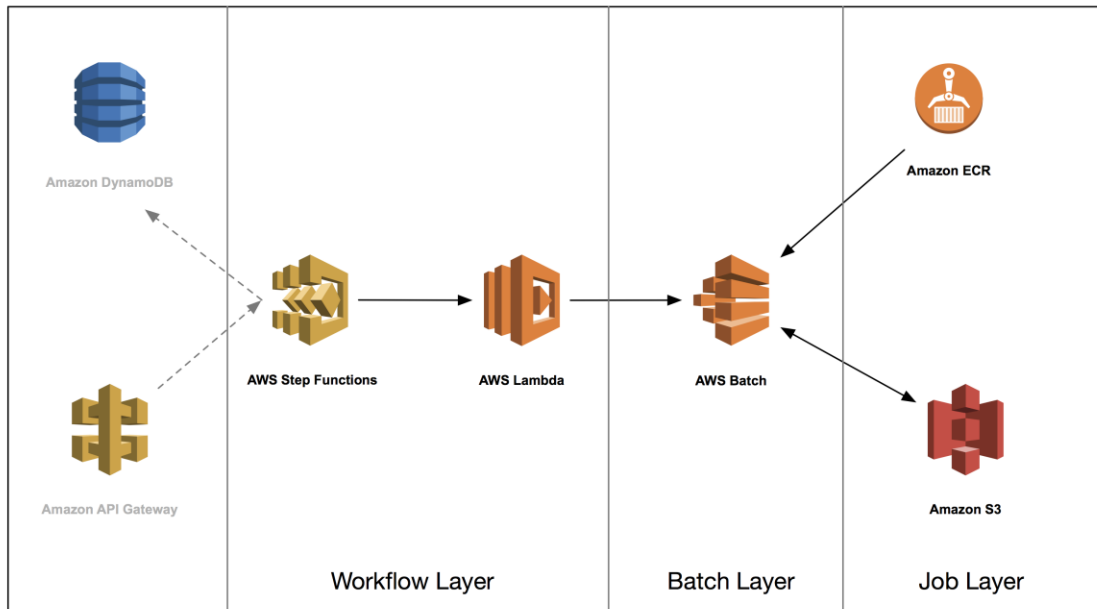 Amazon DynamoDB
Amazon ECR
AWS Step Functions
AWS Lambda
AWS Batch
Amazon API Gateway
Amazon S3
Workflow Layer
Batch Layer
Job Layer